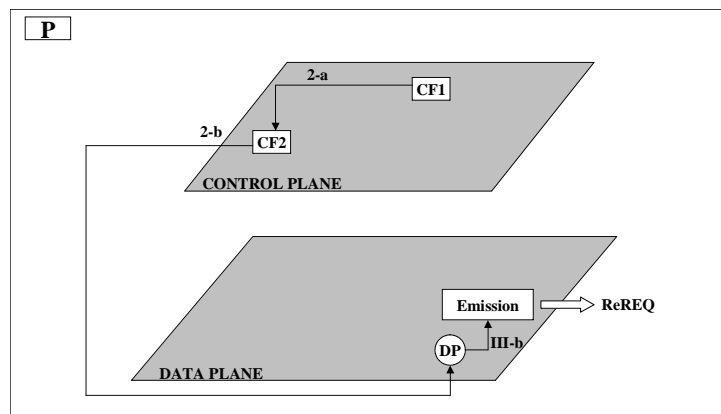 P
2-a
CF1
2-b
CF2
CONTROL PLANE
Emission
ReREQ
DP
III-b
DATA PLANE